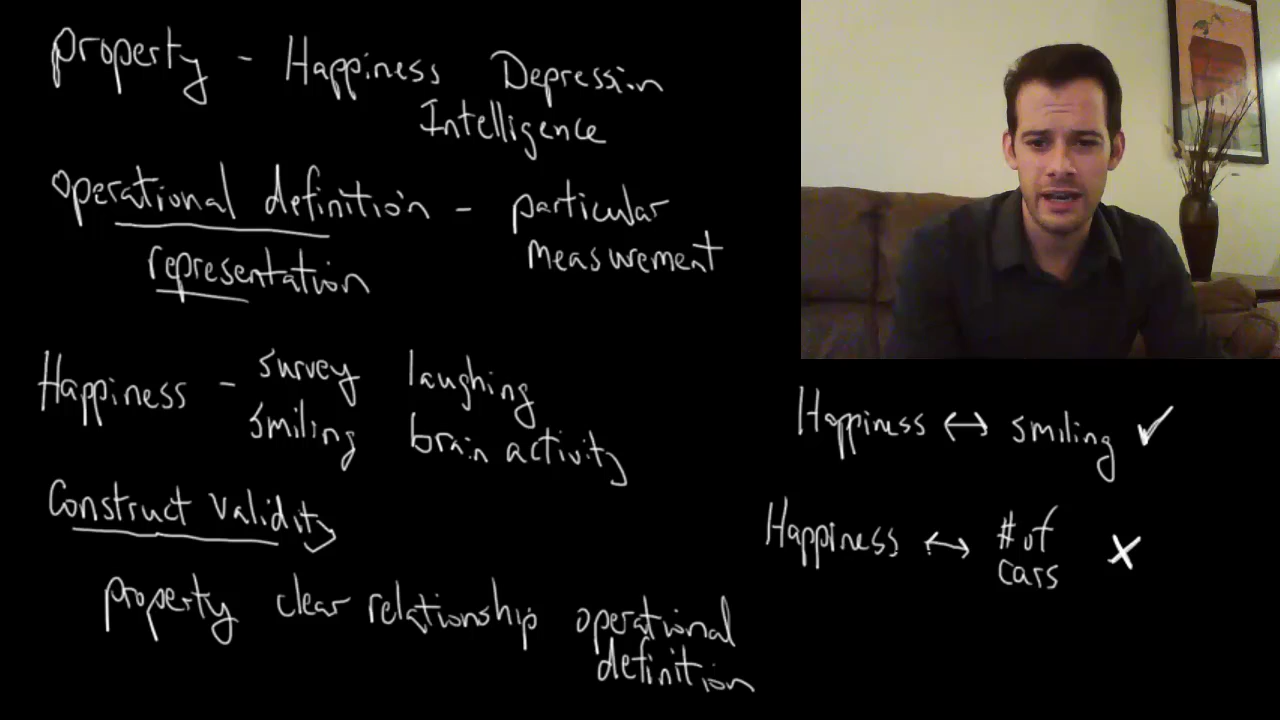 property - Happiness Depression
Intelligence
operational definition - particular
measurement
representation
Happiness - survey laughing
smiling brain activity
Construct validity
property clear relationship operational
definition
Happiness ↔ smiling ✓
Happiness ↔ # of
cars X